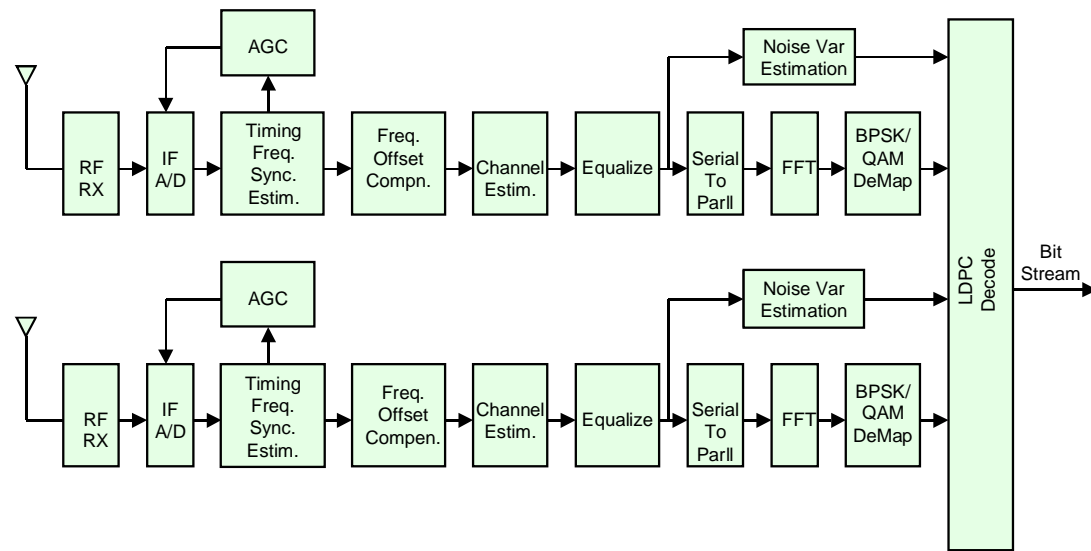 AGC
Noise Var
Estimation
RF
RX
IF
A/D
Timing
Freq.
Sync.
Estim.
Freq.
Offset
Compn.
Channel
Estim.
Equalize
Serial
To
Parll
FFT
BPSK/
QAM
DeMap
LDPC
Decode
Bit
Stream
AGC
Noise Var
Estimation
RF
RX
IF
A/D
Timing
Freq.
Sync.
Estim.
Freq.
Offset
Compen.
Channel
Estim.
Equalize
Serial
To
Parll
FFT
BPSK/
QAM
DeMap